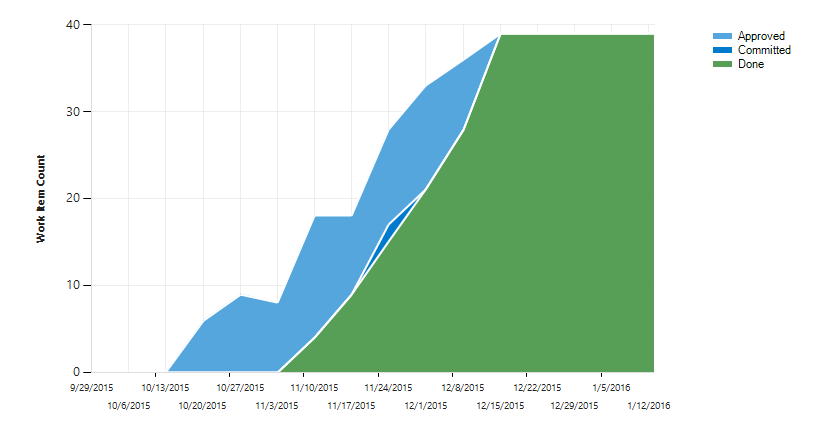 40
30
20
10
0
Work Item Count
9/29/2015 10/13/2015 10/27/2015 11/10/2015 11/24/2015 12/8/2015 12/22/2015 1/5/2016
10/6/2015 10/20/2015 11/3/2015 11/17/2015 12/1/2015 12/15/2015 12/29/2015 1/12/2016
Approved
Committed
Done